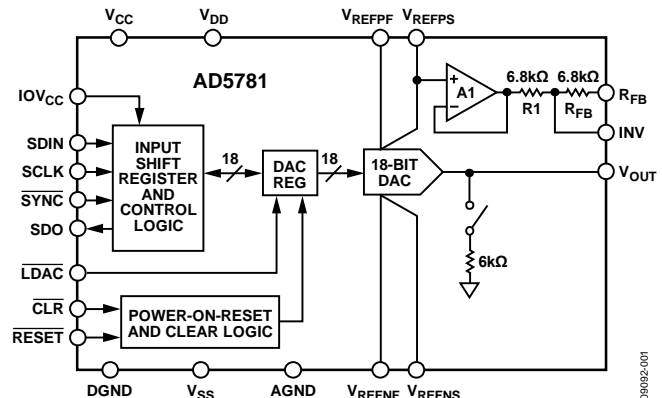 VCC
VDD
VREFPF
VREFPS
AD5781
IOVCC
SDIN
SCLK
SYNC
SDO
LDAC
CLR
RESET
INPUT
SHIFT
REGISTER
AND
CONTROL
LOGIC
18
DAC
REG
18
18-BIT
DAC
A1
+
–
6.8kΩ
R1
6.8kΩ
RFB
RFB
INV
VOUT
6kΩ
POWER-ON-RESET
AND CLEAR LOGIC
DGND
VSS
AGND
VREFNF
VREFNS
09092-001